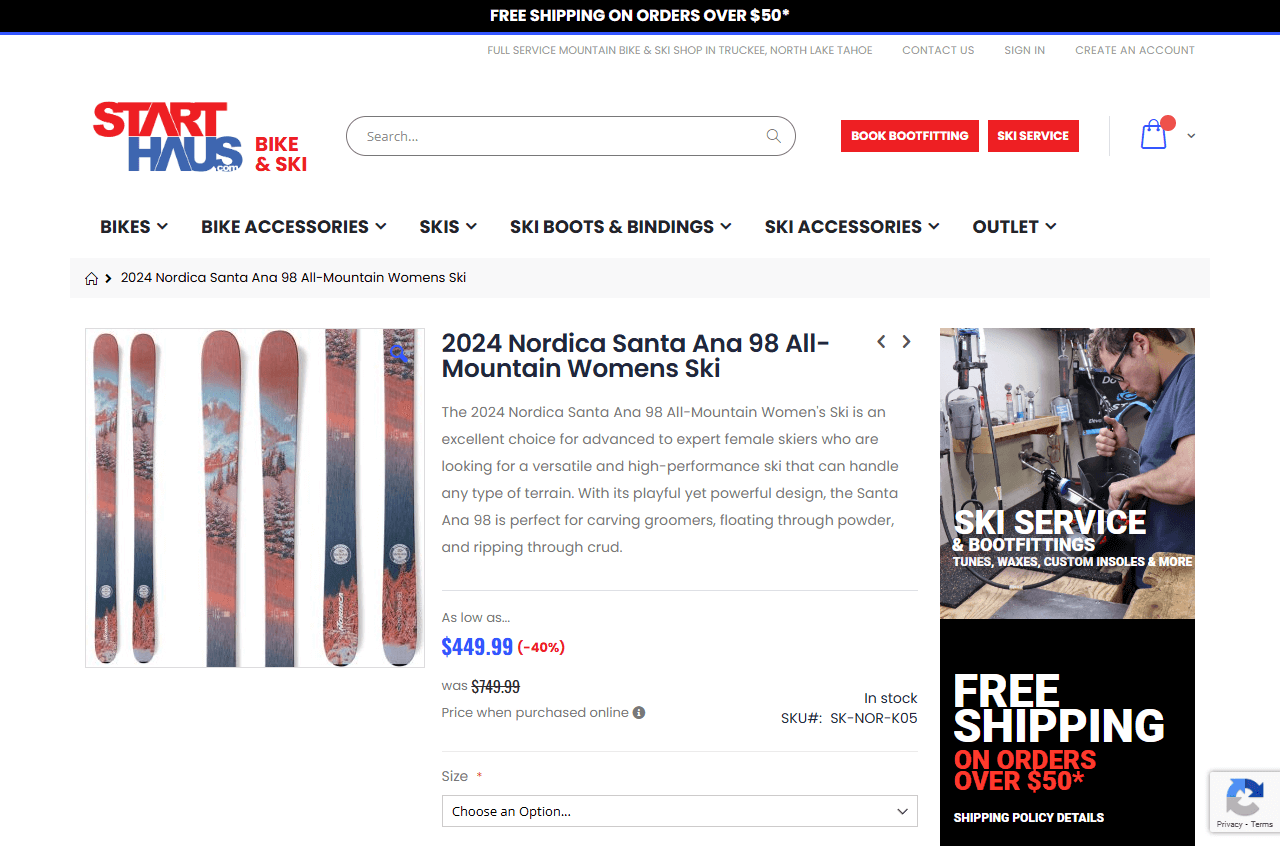 FREE SHIPPING ON ORDERS OVER $50*
FULL SERVICE MOUNTAIN BIKE & SKI SHOP IN TRUCKEE, NORTH LAKE TAHOE
CONTACT US
SIGN IN
CREATE AN ACCOUNT
START
HAUS
.com
BIKE
& SKI
Search...
BOOK BOOTFITTING
SKI SERVICE
BIKES
BIKE ACCESSORIES
SKIS
SKI BOOTS & BINDINGS
SKI ACCESSORIES
OUTLET
2024 Nordica Santa Ana 98 All-Mountain Womens Ski
NORDICA
2024 Nordica Santa Ana 98 All-
Mountain Womens Ski
The 2024 Nordica Santa Ana 98 All-Mountain Women's Ski is an
excellent choice for advanced to expert female skiers who are
looking for a versatile and high-performance ski that can handle
any type of terrain. With its playful yet powerful design, the Santa
Ana 98 is perfect for carving groomers, floating through powder,
and ripping through crud.
As low as...
$449.99 (-40%)
was $749.99
Price when purchased online
In stock
SKU#: SK-NOR-K05
Size *
Choose an Option...
SKI SERVICE
& BOOTFITTINGS
TUNES, WAXES, CUSTOM INSOLES & MORE
FREE
SHIPPING
ON ORDERS
OVER $50*
SHIPPING POLICY DETAILS
Privacy - Terms